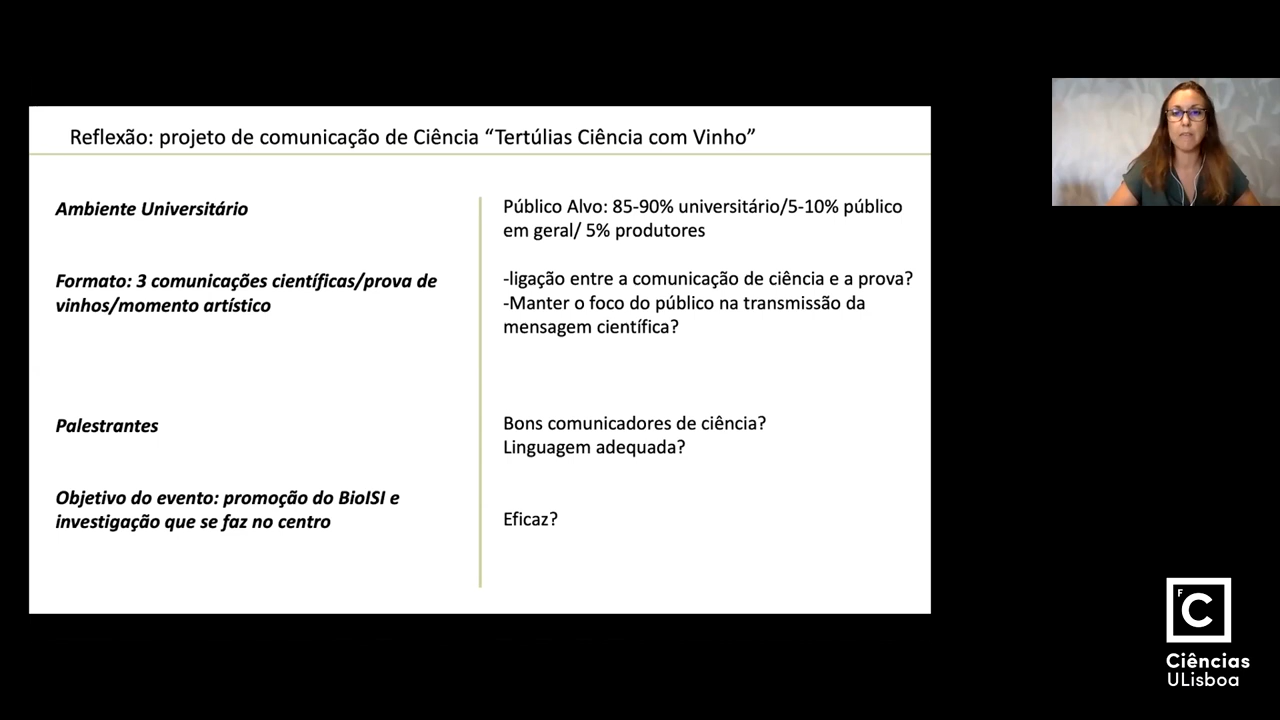 Reflexão: projeto de comunicação de Ciência “Tertúlias Ciência com Vinho”
Ambiente Universitário
Público Alvo: 85-90% universitário/5-10% público
em geral/ 5% produtores
Formato: 3 comunicações científicas/prova de
vinhos/momento artístico
-ligação entre a comunicação de ciência e a prova?
-Manter o foco do público na transmissão da
mensagem científica?
Palestrantes
Bons comunicadores de ciência?
Linguagem adequada?
Objetivo do evento: promoção do BioISI e
investigação que se faz no centro
Eficaz?
F C
Ciências
ULisboa